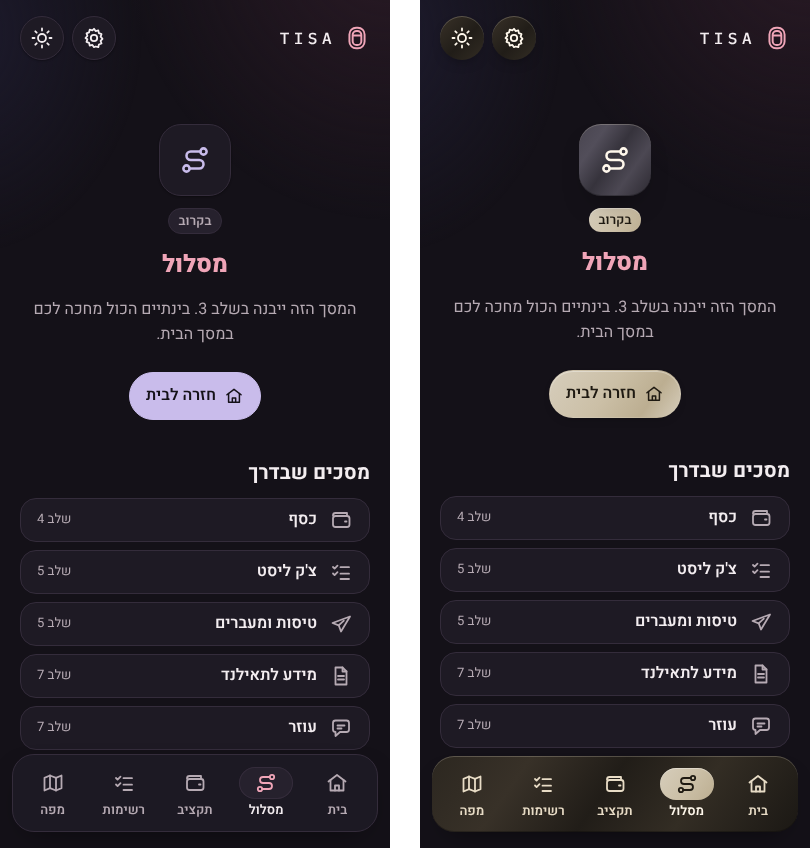 TISA
בקרוב
מסלול
המסך הזה ייבנה בשלב 3. בינתיים הכול מחכה לכם
במסך הבית.
חזרה לבית
מסכים שבדרך
כסף
שלב 4
צ'ק ליסט
שלב 5
טיסות ומעברים
שלב 5
מידע לתאילנד
שלב 7
עוזר
שלב 7
בית
מסלול
תקציב
רשימות
מפה
TISA
בקרוב
מסלול
המסך הזה ייבנה בשלב 3. בינתיים הכול מחכה לכם
במסך הבית.
חזרה לבית
מסכים שבדרך
כסף
שלב 4
צ'ק ליסט
שלב 5
טיסות ומעברים
שלב 5
מידע לתאילנד
שלב 7
עוזר
שלב 7
בית
מסלול
תקציב
רשימות
מפה